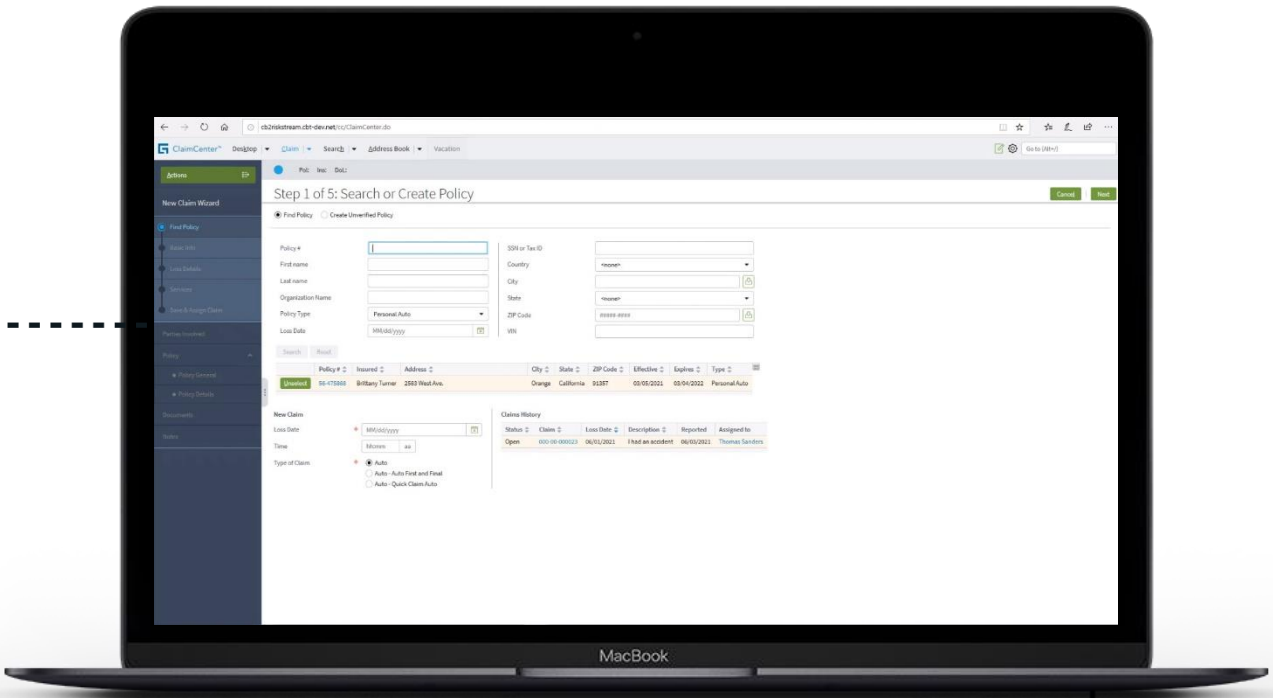 cb2riskstream.cbt-dev.net/cc/ClaimCenter.do
ClaimCenter™ Desktop Claim Search Address Book Vacation Go to (Alt+/)
Actions
Pol: Ins: DoL:
Step 1 of 5: Search or Create Policy Cancel Next
New Claim Wizard
Find Policy Create Unverified Policy
Find Policy
Basic Info
Loss Details
Services
Save & Assign Claim
Parties Involved
Policy
Policy General
Policy Details
Documents
Notes
Policy # SSN or Tax ID
First name Country <none>
Last name City
Organization Name State <none>
Policy Type Personal Auto ZIP Code #####-####
Loss Date MM/dd/yyyy VIN
Search Reset
Policy # Insured Address City State ZIP Code Effective Expires Type
Unselect Brittany Turner 2563 West Ave. Orange California 91357 03/05/2021 03/04/2022 Personal Auto
New Claim Claims History
Loss Date * MM/dd/yyyy Status Claim Loss Date Description Reported Assigned to
Time hh:mm aa Open 000-00-000323 06/03/2021 I had an accident 06/03/2021 Thomas Sanders
Type of Claim * Auto
Auto - Auto First and Final
Auto - Quick Claim Auto
MacBook